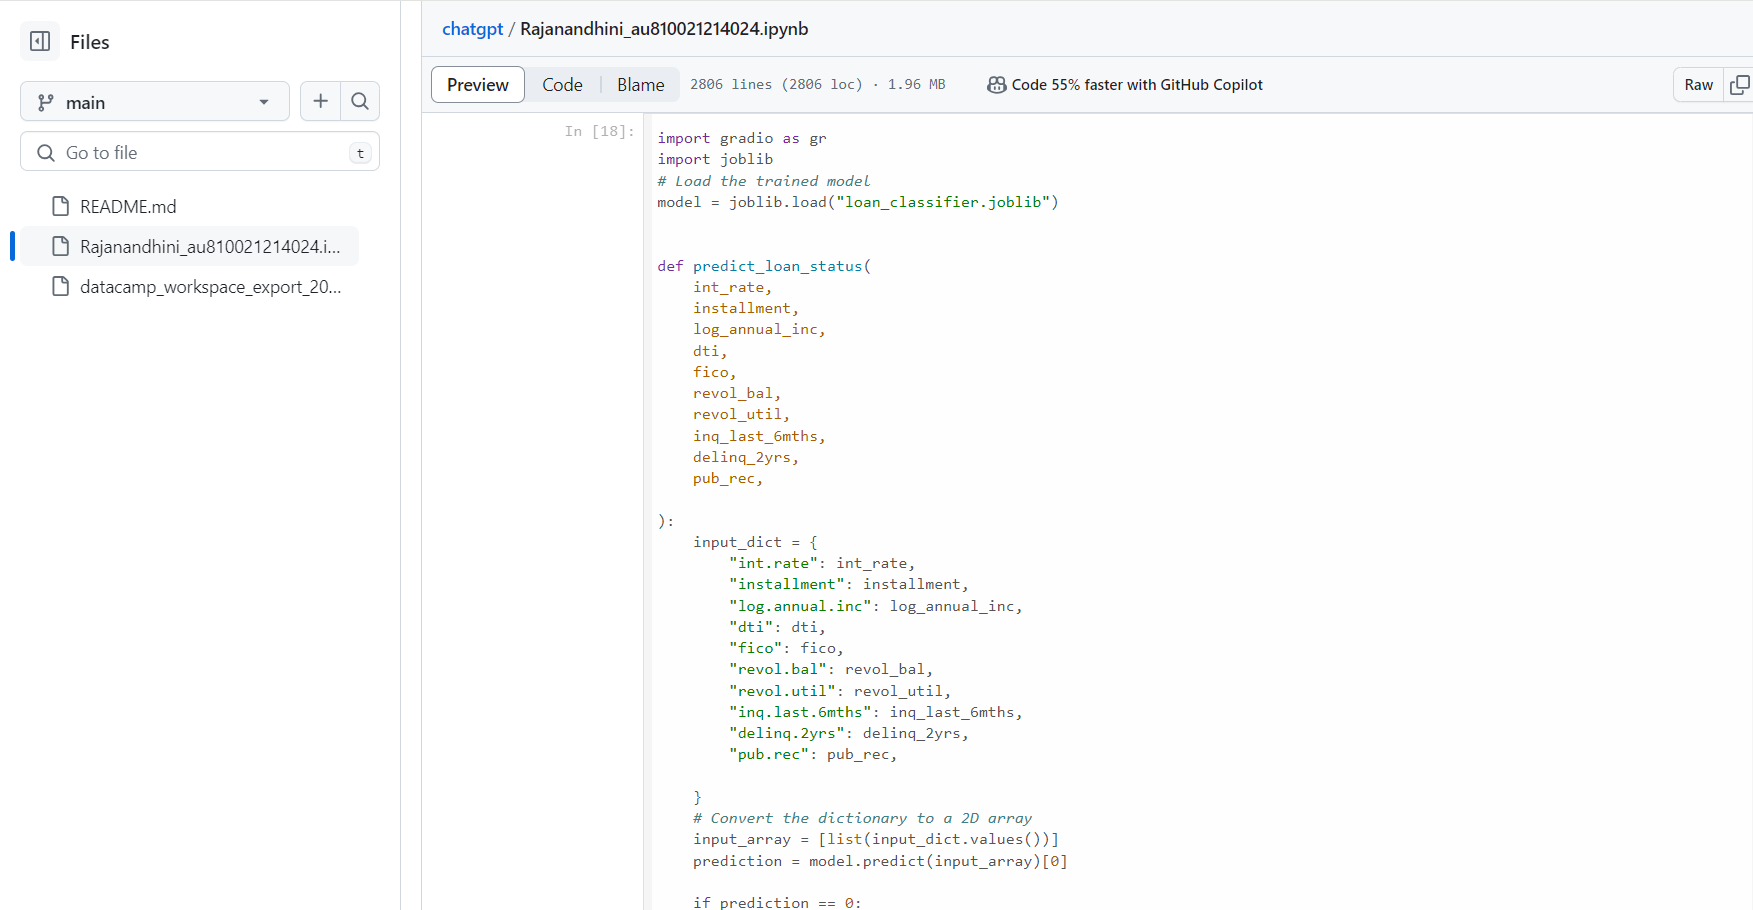 Files
main
Go to file
t
README.md
Rajanandhini_au810021214024.i...
datacamp_workspace_export_20...
chatgpt / Rajanandhini_au810021214024.ipynb
Preview Code Blame 2806 lines (2806 loc) · 1.96 MB Code 55% faster with GitHub Copilot Raw
In [18]:
import gradio as gr
import joblib
# Load the trained model
model = joblib.load("loan_classifier.joblib")
def predict_loan_status(
    int_rate,
    installment,
    log_annual_inc,
    dti,
    fico,
    revol_bal,
    revol_util,
    inq_last_6mths,
    delinq_2yrs,
    pub_rec,
):
    input_dict = {
        "int.rate": int_rate,
        "installment": installment,
        "log.annual.inc": log_annual_inc,
        "dti": dti,
        "fico": fico,
        "revol.bal": revol_bal,
        "revol.util": revol_util,
        "inq.last.6mths": inq_last_6mths,
        "delinq.2yrs": delinq_2yrs,
        "pub.rec": pub_rec,
    }
    # Convert the dictionary to a 2D array
    input_array = [list(input_dict.values())]
    prediction = model.predict(input_array)[0]
    if prediction == 0: